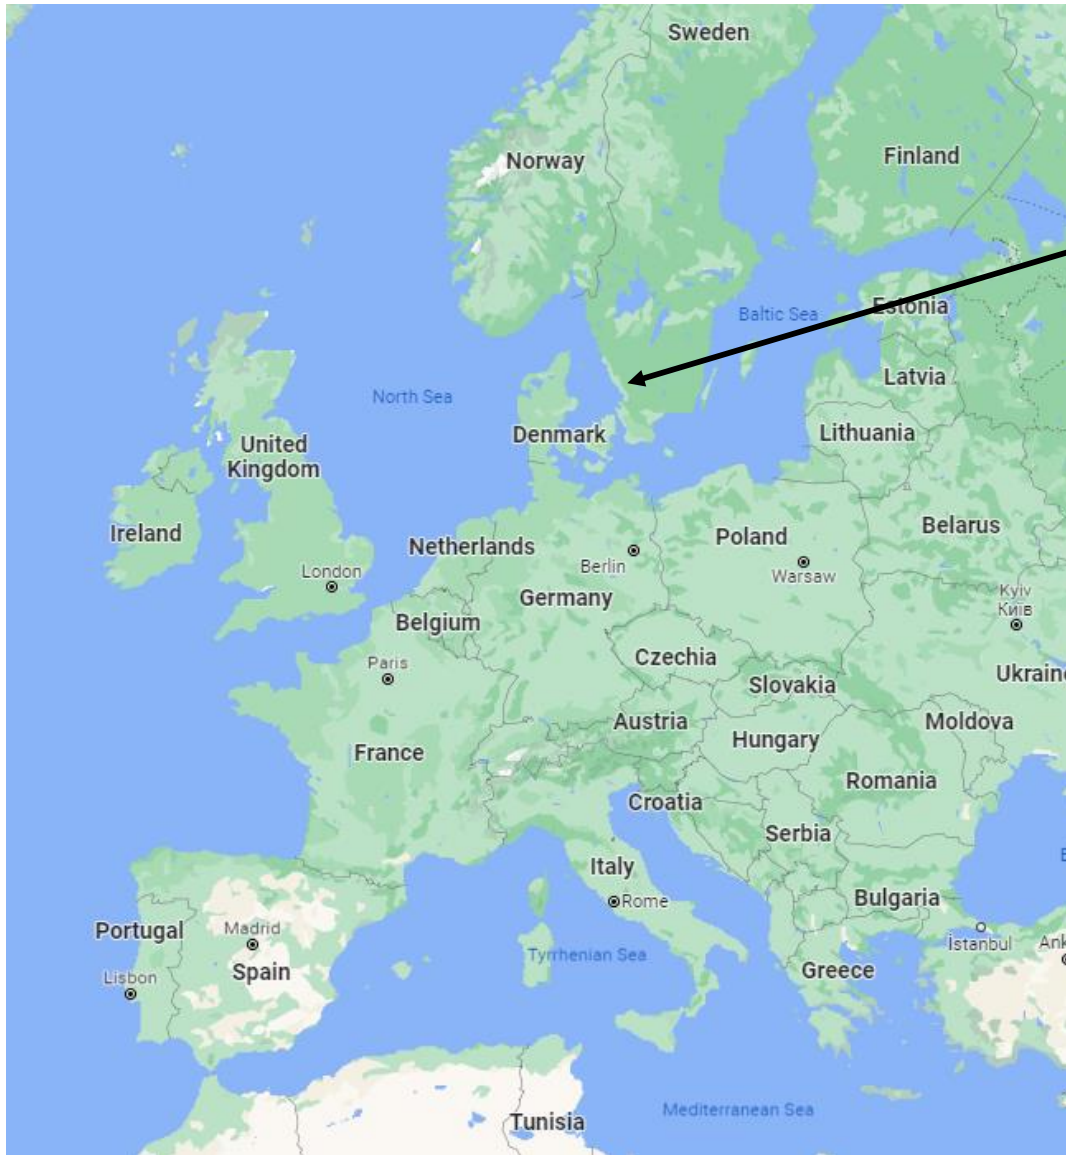 Sweden
Norway
Finland
Baltic Sea
Estonia
Latvia
North Sea
Denmark
Lithuania
United
Kingdom
Ireland
Netherlands
Poland
Belarus
London
Berlin
Warsaw
Germany
Kyiv
Київ
Belgium
Czechia
Paris
Slovakia
Ukraine
Austria
Moldova
France
Hungary
Romania
Croatia
Serbia
Italy
Rome
Bulgaria
Portugal
Madrid
İstanbul
Tyrrhenian Sea
Spain
Greece
Lisbon
Mediterranean Sea
Tunisia